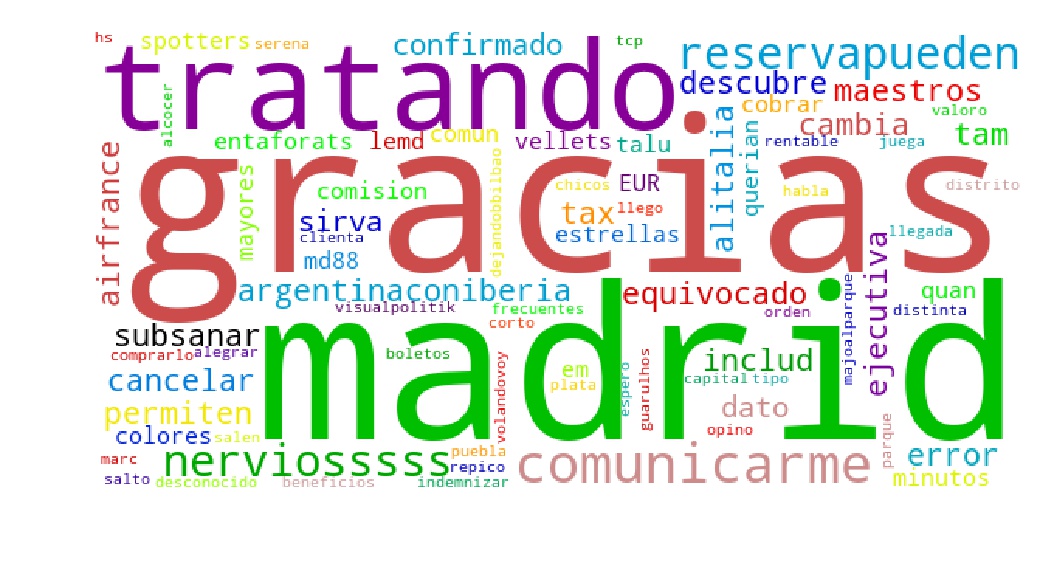 hs
spotters
serena
confirmado
tcp
reservapueden
tratando
descubre
maestros
alcocer
cobrar
valoro
cambia
tam
entaforats
lemd
comun
vellets
talu
alitalia
querian
rentable
juega
gracias
airfrance
mayores
comision
dejandobbilbao
chicos
EUR
habla
distrito
sirva
tax
llego
clienta
estrellas
llegada
md88
ejecutiva
argentinaconiberia
equivocado
majoalparque
quan
visualpolitik
frecuentes
orden
distinta
corto
subsanar
madrid
comprarlo
alegrar
boletos
volandovoy
espero
guarulhos
includ
cancelar
em
plata
capital
tipo
permiten
dato
colores
salen
opino
parque
marc
nerviosssss
puebla
repico
comunicarme
error
salto
desconocido
beneficios
indemnizar
minutos